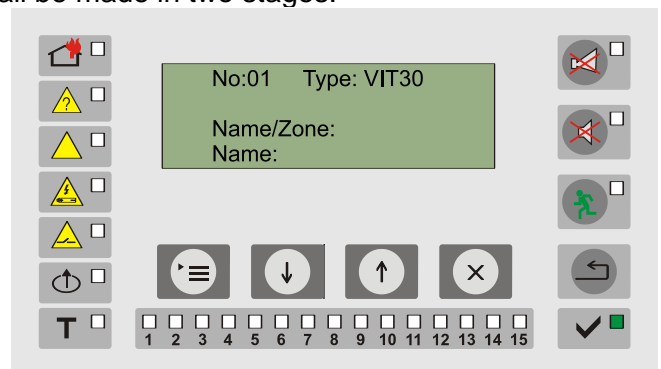 all be made in two stages.
No:01 Type: VIT30
Name/Zone:
Name:
?
T
1 2 3 4 5 6 7 8 9 10 11 12 13 14 15